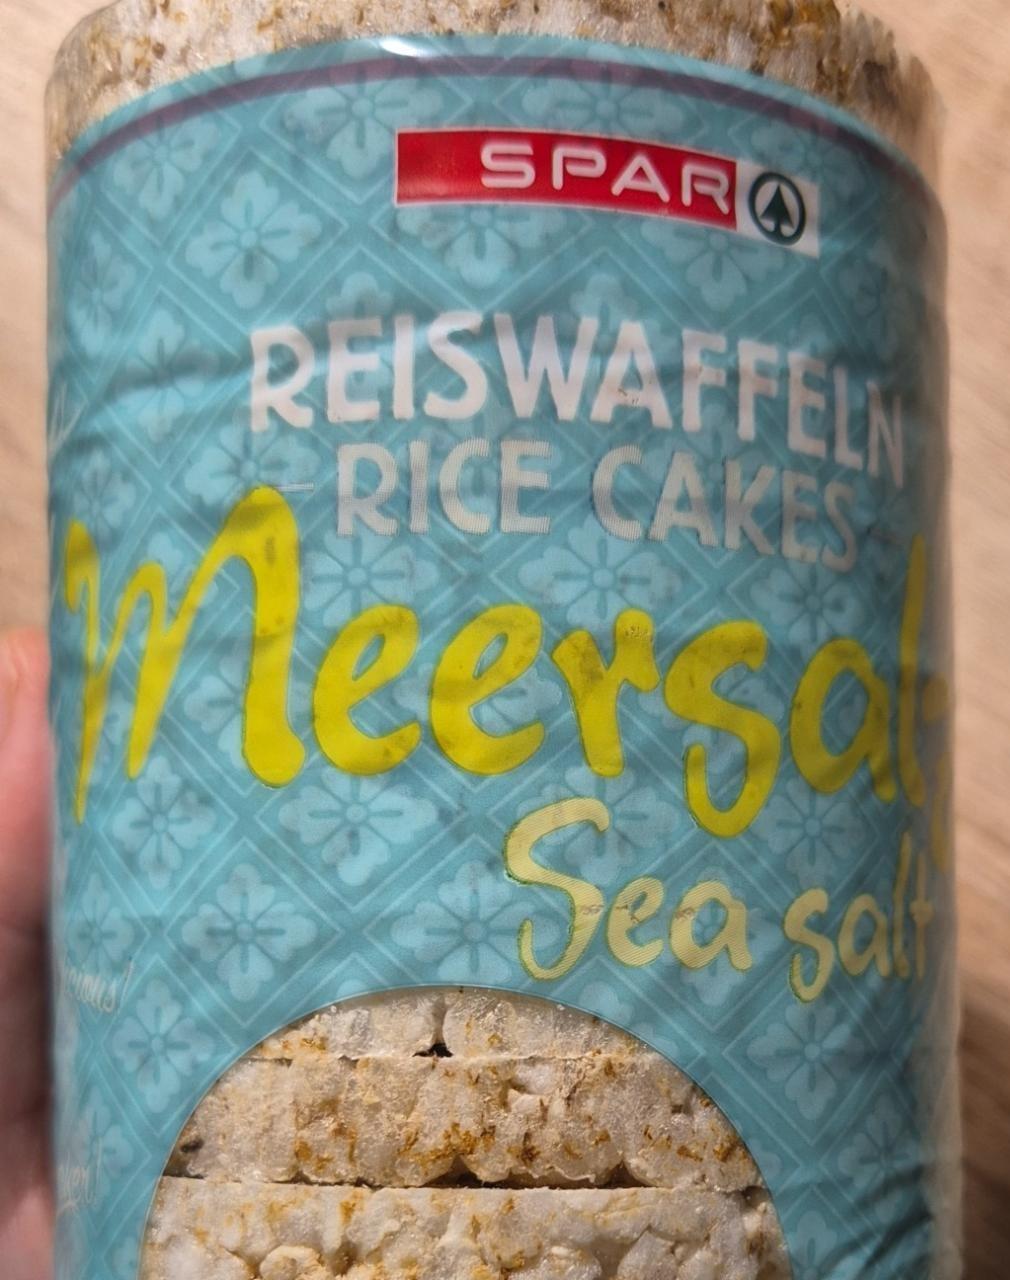 SPAR
REISWAFFELN
RICE CAKES
Meersalz
Sea salt